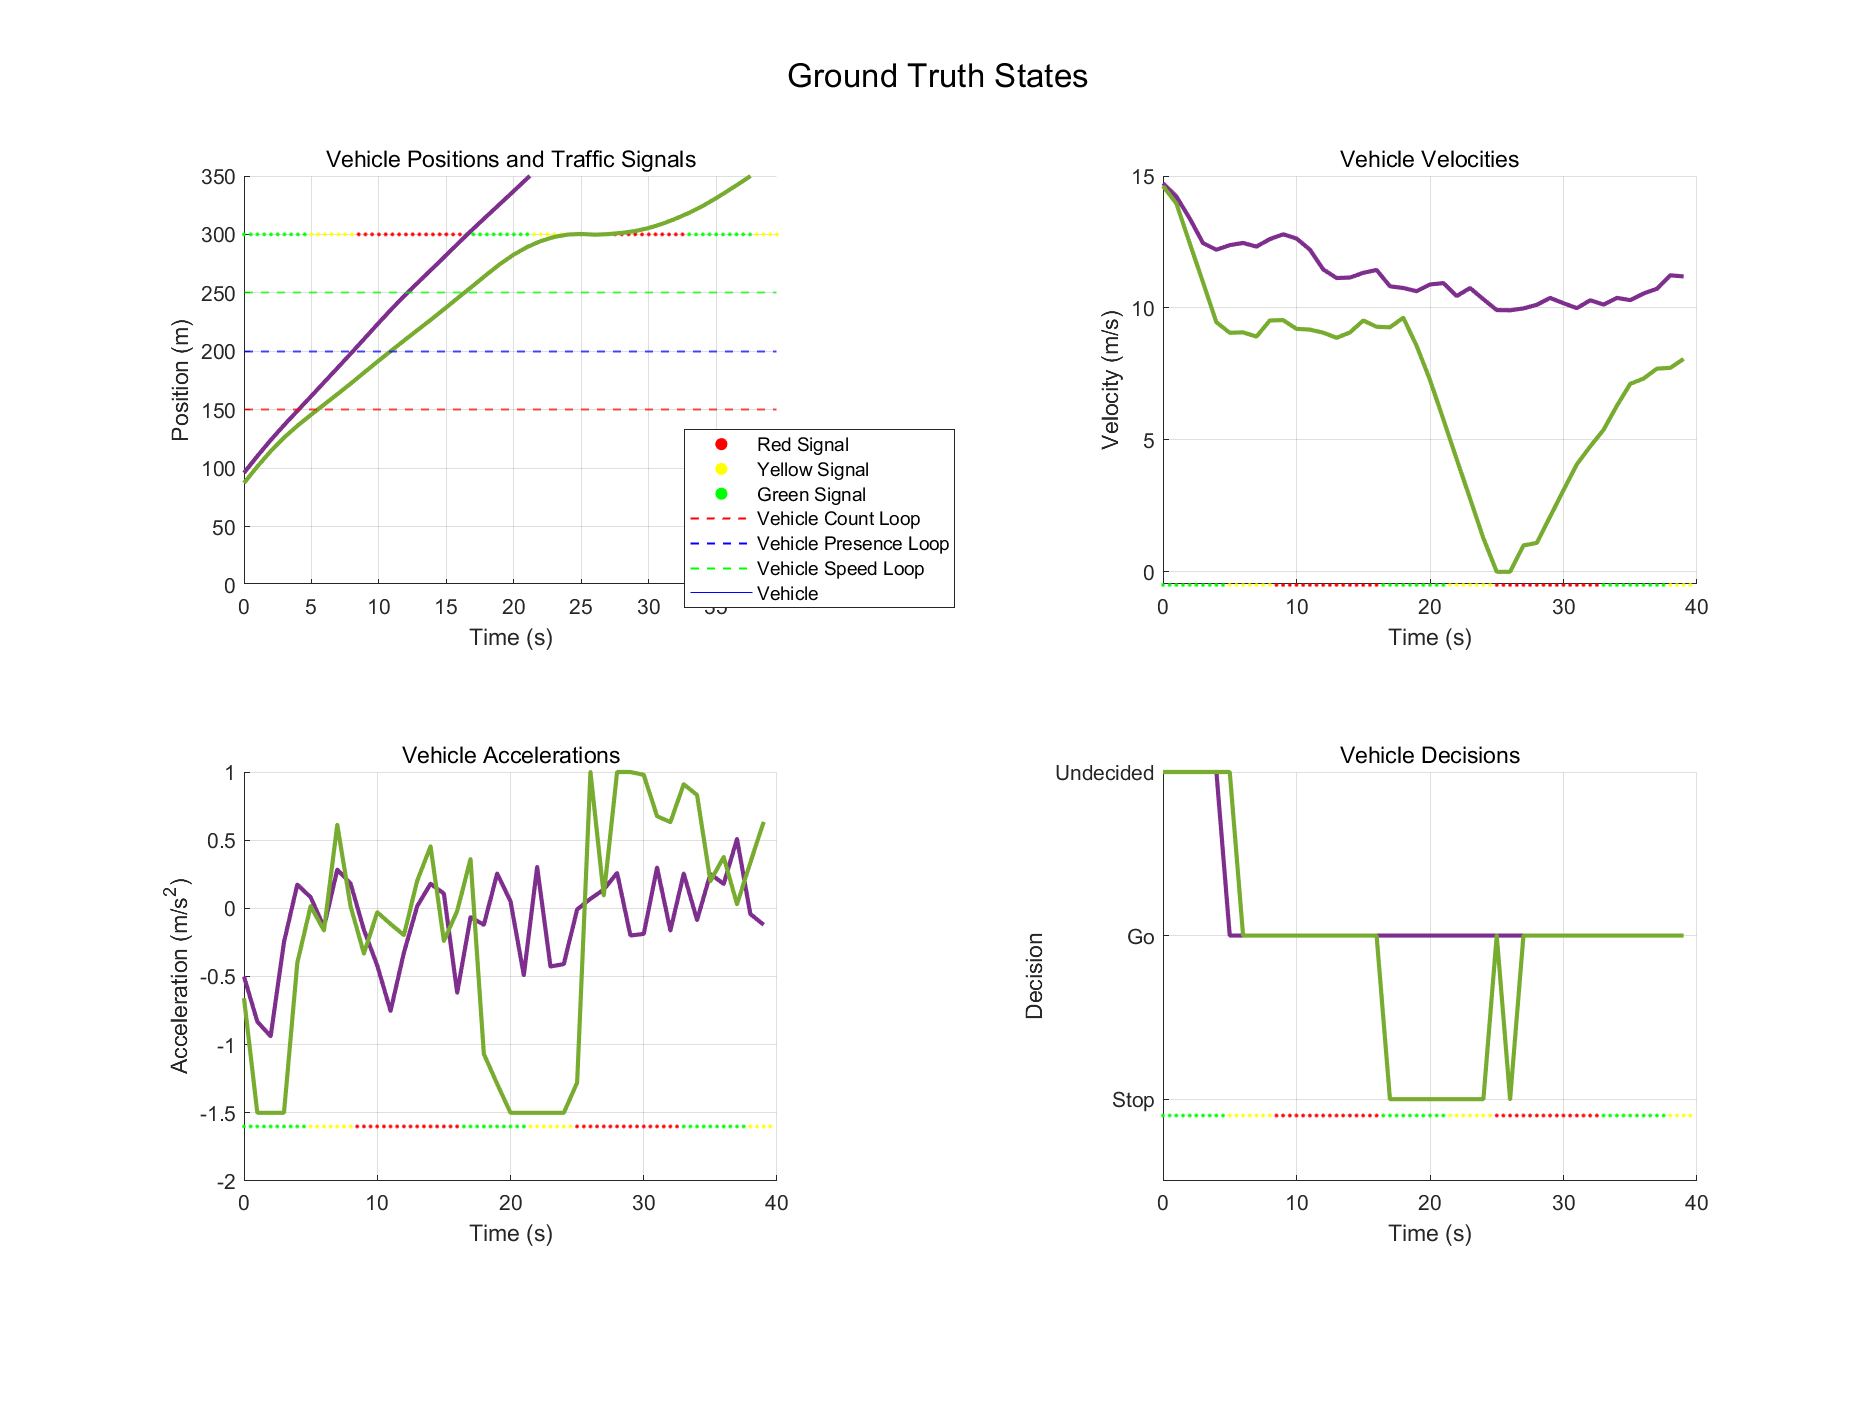 Ground Truth States
Vehicle Positions and Traffic Signals
350
300
250
200
150
100
50
0
Position (m)
0 5 10 15 20 25 30
Time (s)
Red Signal
Yellow Signal
Green Signal
Vehicle Count Loop
Vehicle Presence Loop
Vehicle Speed Loop
Vehicle
Vehicle Velocities
15
10
5
0
Velocity (m/s)
0 10 20 30 40
Time (s)
Vehicle Accelerations
1
0.5
0
-0.5
-1
-1.5
-2
Acceleration (m/s²)
0 10 20 30 40
Time (s)
Vehicle Decisions
Undecided
Go
Stop
Decision
0 10 20 30 40
Time (s)